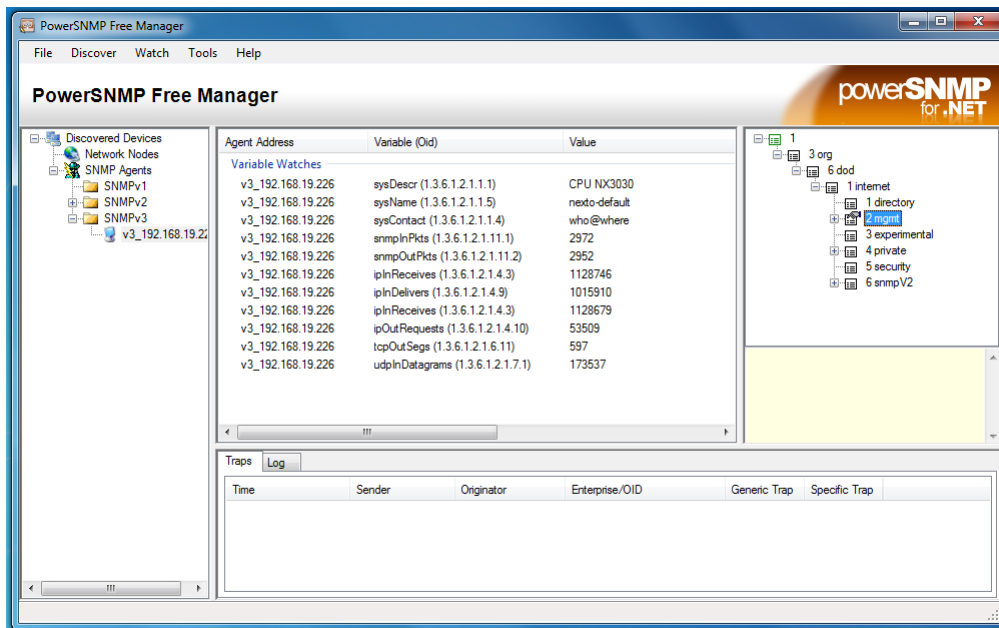 PowerSNMP Free Manager
File Discover Watch Tools Help
PowerSNMP Free Manager
powerSNMP
for .NET
Discovered Devices
Network Nodes
SNMP Agents
SNMPv1
SNMPv2
SNMPv3
v3_192.168.19.22
Agent Address Variable (Oid) Value
Variable Watches
v3_192.168.19.226 sysDescr (1.3.6.1.2.1.1.1) CPU NX3030
v3_192.168.19.226 sysName (1.3.6.1.2.1.1.5) nexto-default
v3_192.168.19.226 sysContact (1.3.6.1.2.1.1.4) who@where
v3_192.168.19.226 snmpInPkts (1.3.6.1.2.1.11.1) 2972
v3_192.168.19.226 snmpOutPkts (1.3.6.1.2.1.11.2) 2952
v3_192.168.19.226 ipInReceives (1.3.6.1.2.1.4.3) 1128746
v3_192.168.19.226 ipInDelivers (1.3.6.1.2.1.4.9) 1015910
v3_192.168.19.226 ipInReceives (1.3.6.1.2.1.4.3) 1128679
v3_192.168.19.226 ipOutRequests (1.3.6.1.2.1.4.10) 53509
v3_192.168.19.226 tcpOutSegs (1.3.6.1.2.1.6.11) 597
v3_192.168.19.226 udpInDatagrams (1.3.6.1.2.1.7.1) 173537
1
3 org
6 dod
1 internet
1 directory
2 mgmt
3 experimental
4 private
5 security
6 snmpV2
Traps Log
Time Sender Originator Enterprise/OID Generic Trap Specific Trap